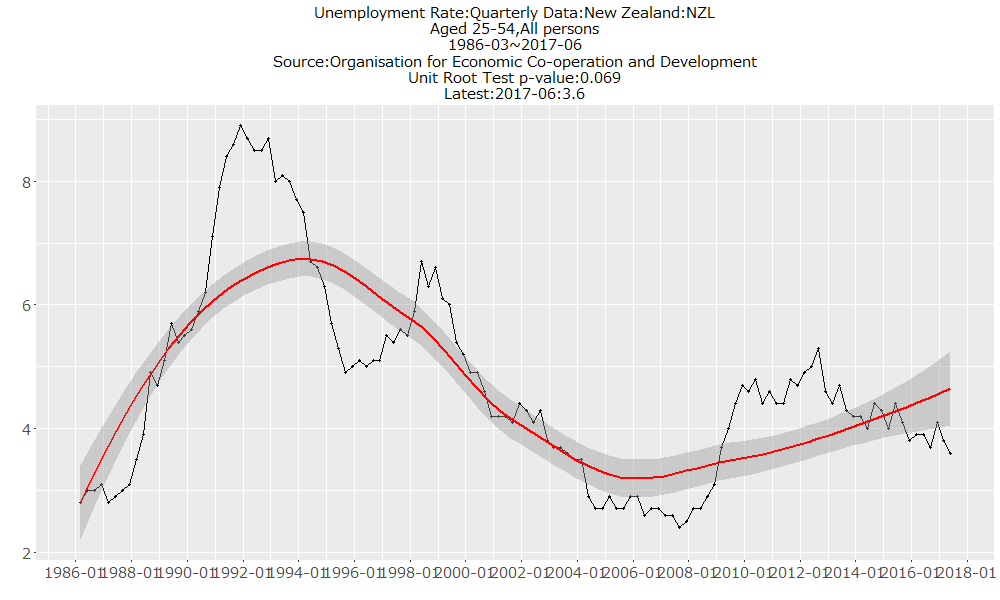 Unemployment Rate:Quarterly Data:New Zealand:NZL
Aged 25-54,All persons
1986-03~2017-06
Source:Organisation for Economic Co-operation and Development
Unit Root Test p-value:0.069
Latest:2017-06:3.6
8
6
4
2
1986-01 1988-01 1990-01 1992-01 1994-01 1996-01 1998-01 2000-01 2002-01 2004-01 2006-01 2008-01 2010-01 2012-01 2014-01 2016-01 2018-01